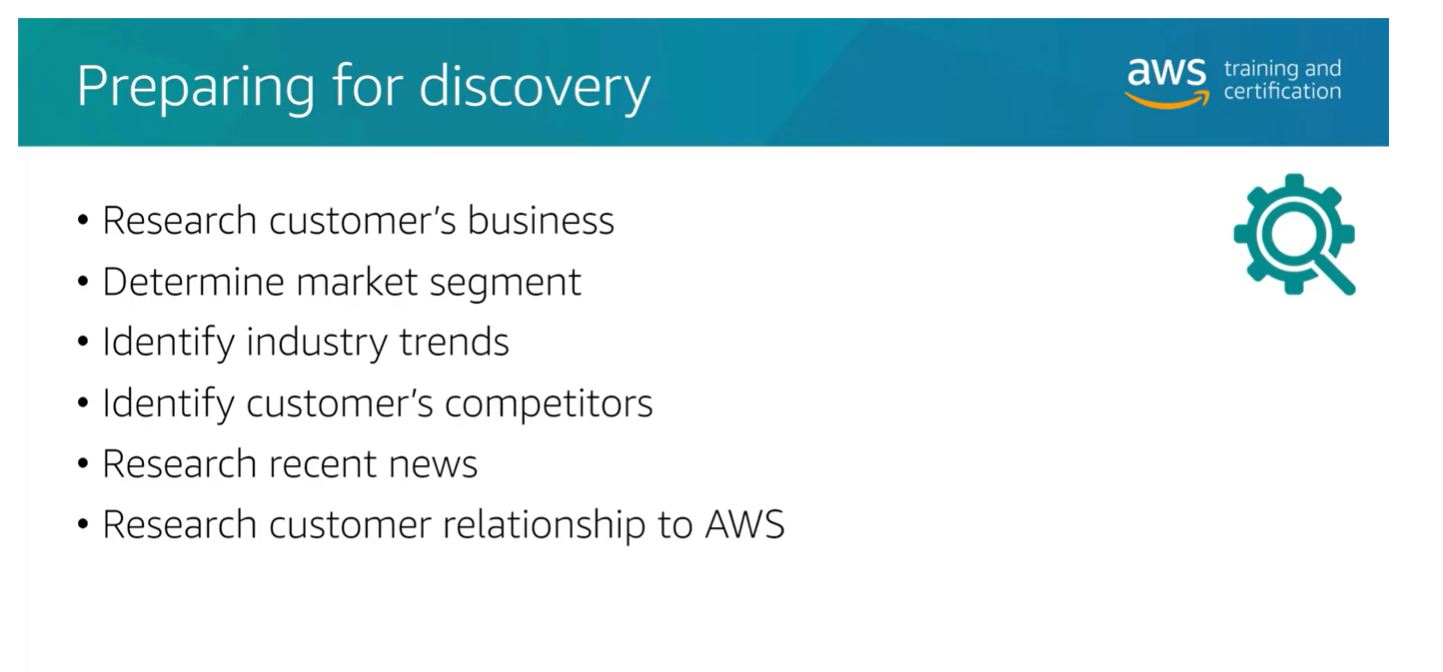 Preparing for discovery
aws training and
certification
• Research customer's business
• Determine market segment
• Identify industry trends
• Identify customer's competitors
• Research recent news
• Research customer relationship to AWS